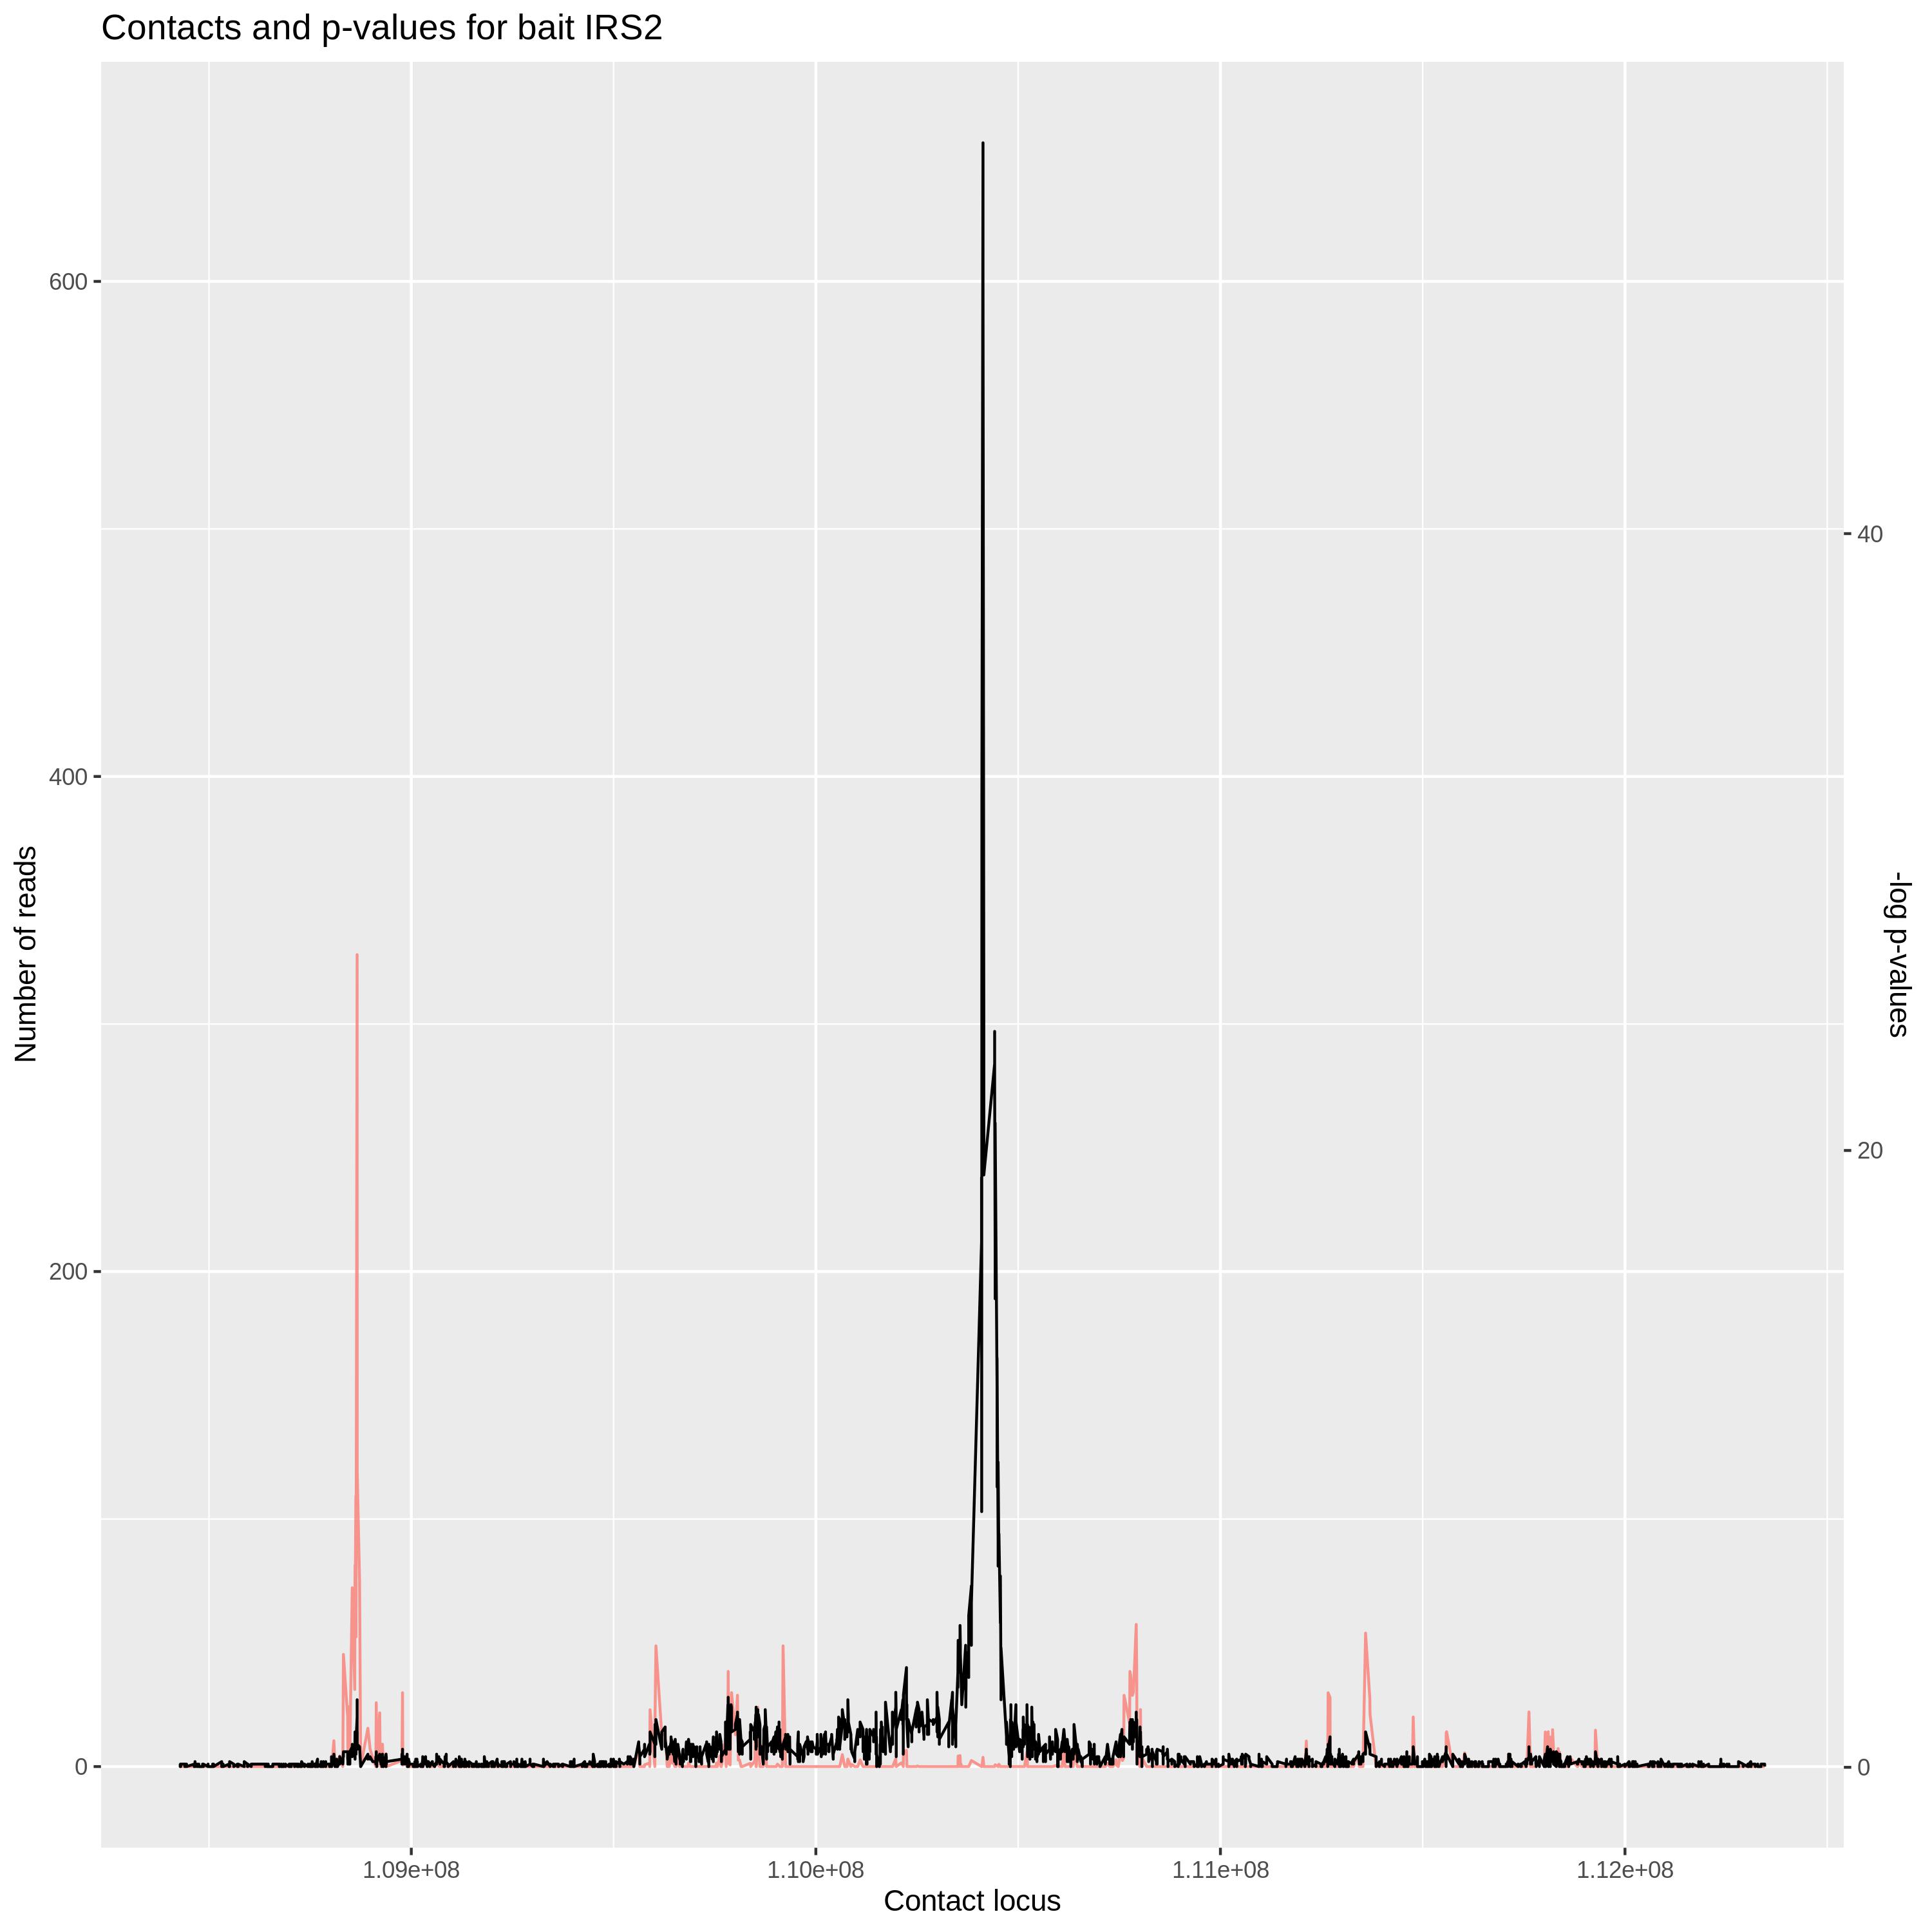 Contacts and p-values for bait IRS2
600
400
200
0
Number of reads
40
20
0
-log p-values
1.09e+08
1.10e+08
1.11e+08
1.12e+08
Contact locus